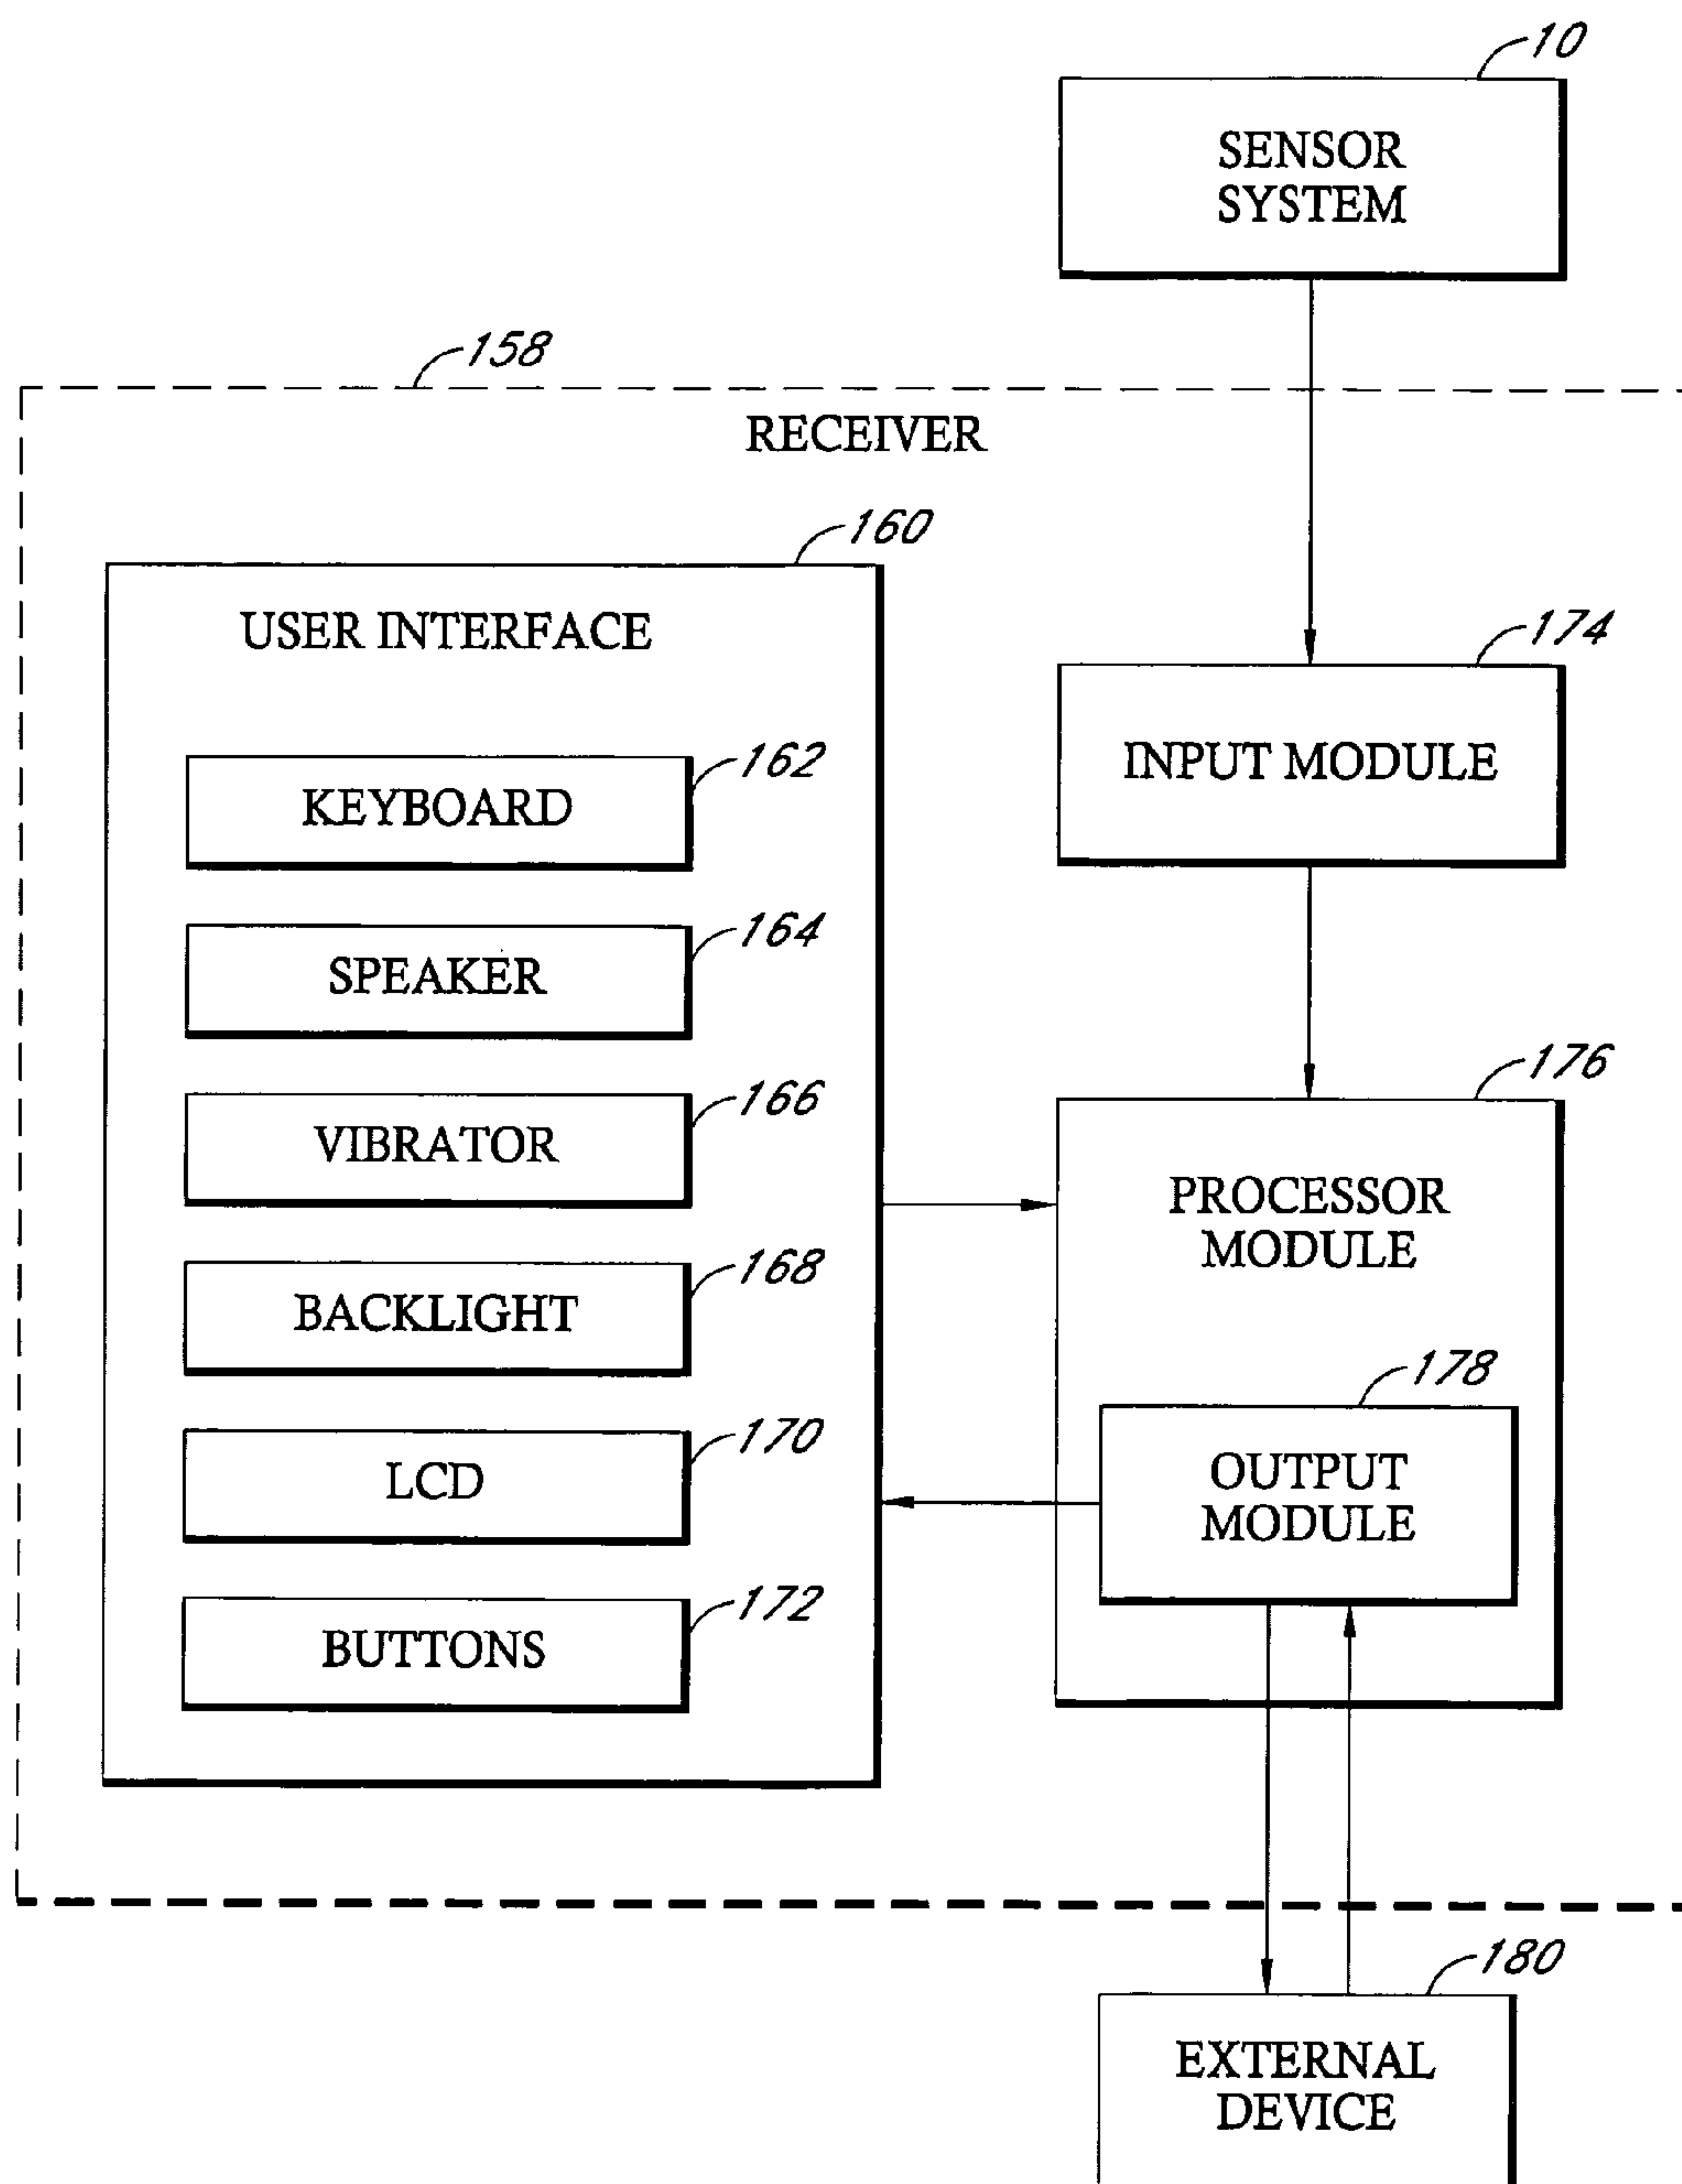 10
SENSOR
SYSTEM
158
RECEIVER
160
USER INTERFACE
174
INPUT MODULE
162
KEYBOARD
164
SPEAKER
166
VIBRATOR
168
BACKLIGHT
170
LCD
172
BUTTONS
176
PROCESSOR
MODULE
178
OUTPUT
MODULE
180
EXTERNAL
DEVICE